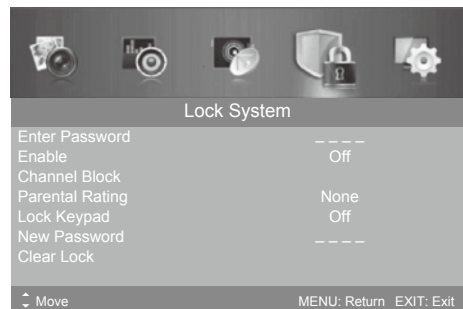 Lock System
Enter Password _ _ _ _
Enable Off
Channel Block
Parental Rating None
Lock Keypad Off
New Password _ _ _ _
Clear Lock
Move MENU: Return EXIT: Exit